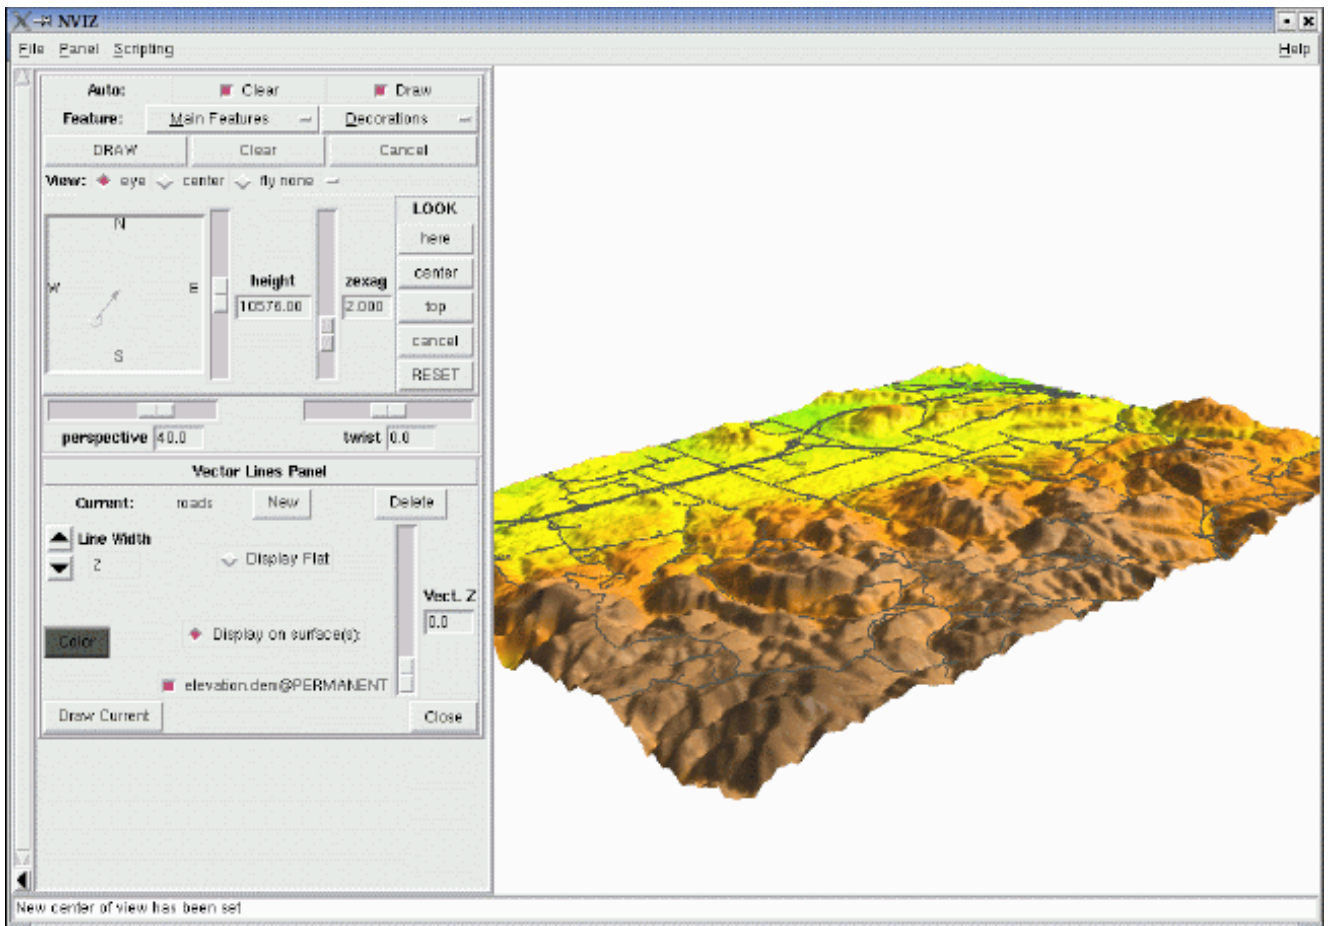 NVIZ
File Panel Scripting Help
Auto: Clear Draw
Feature: Main Features Decorations
DRAW Clear Cancel
View: eye center fly none
LOOK
N
here
W E
height zexag
center
10576.00 2.000
top
S
cancel
RESET
perspective 40.0 twist 0.0
Vector Lines Panel
Current: roads New Delete
Line Width
2
Display Flat
Vect. Z
0.0
Color
Display on surface(s):
elevation.dem@PERMANENT
Draw Current Close
New center of view has been set